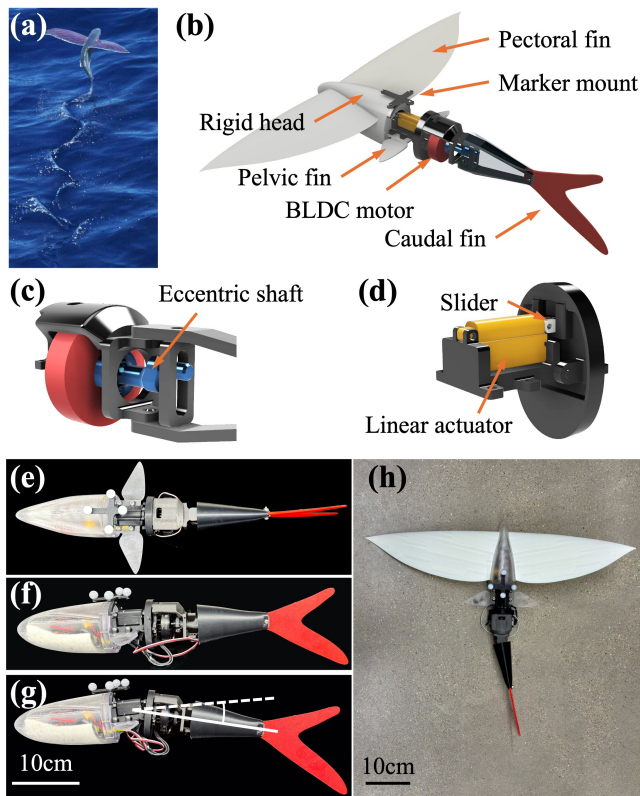 (a)
(b)
Pectoral fin
Marker mount
Rigid head
Pelvic fin
BLDC motor
Caudal fin
(c)
Eccentric shaft
(d)
Slider
Linear actuator
(e)
(f)
(g)
10cm
(h)
10cm